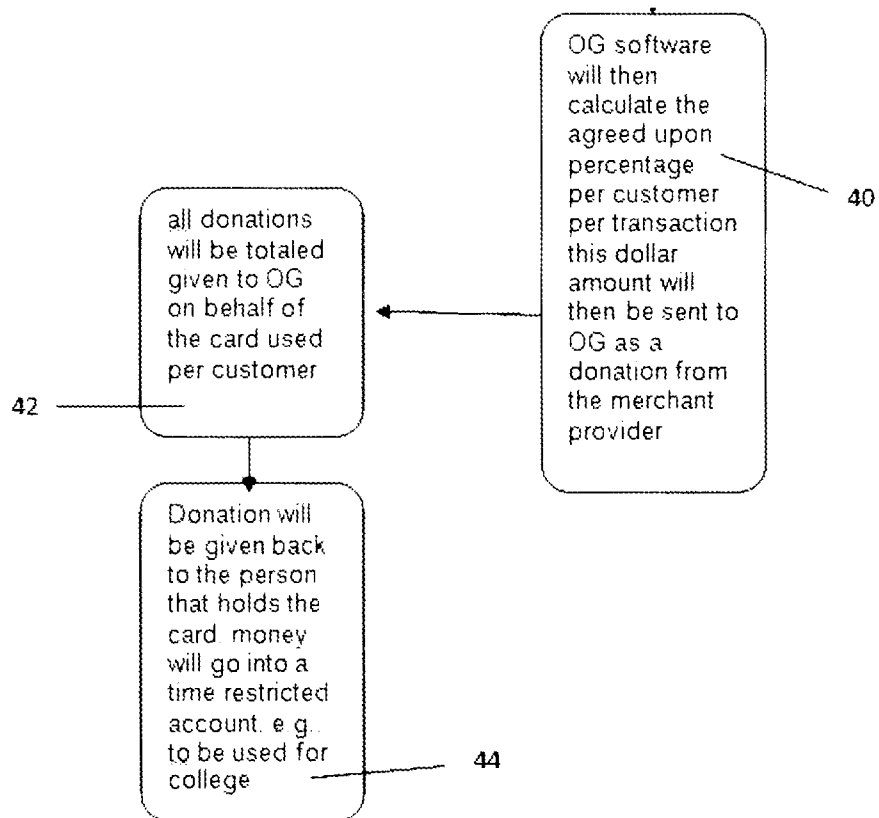 OG software
will then
calculate the
agreed upon
percentage
per customer
per transaction
this dollar
amount will
then be sent to
OG as a
donation from
the merchant
provider
40
all donations
will be totaled
given to OG
on behalf of
the card used
per customer
42
Donation will
be given back
to the person
that holds the
card. money
will go into a
time restricted
account. e.g..
to be used for
college
44